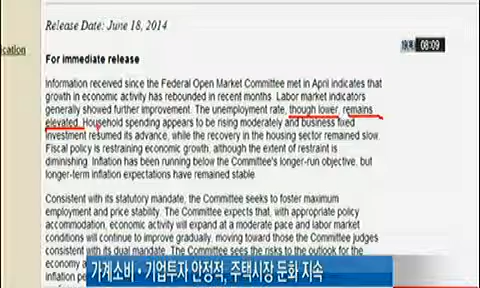 Release Date: June 18, 2014
08:09
ication
For immediate release
Information received since the Federal Open Market Committee met in April indicates that
growth in economic activity has rebounded in recent months. Labor market indicators
generally showed further improvement. The unemployment rate, though lower, remains
elevated. Household spending appears to be rising moderately and business fixed
investment resumed its advance, while the recovery in the housing sector remained slow.
Fiscal policy is restraining economic growth, although the extent of restraint is
diminishing. Inflation has been running below the Committee's longer-run objective, but
longer-term inflation expectations have remained stable.
Consistent with its statutory mandate, the Committee seeks to foster maximum
employment and price stability. The Committee expects that, with appropriate policy
accommodation, economic activity will expand at a moderate pace and labor market
conditions will continue to improve gradually, moving toward those the Committee judges
consistent with its dual mandate. The Committee sees the risks to the outlook for the
economy a
inflation pe
가계소비·기업투자 안정적, 주택시장 둔화 지속